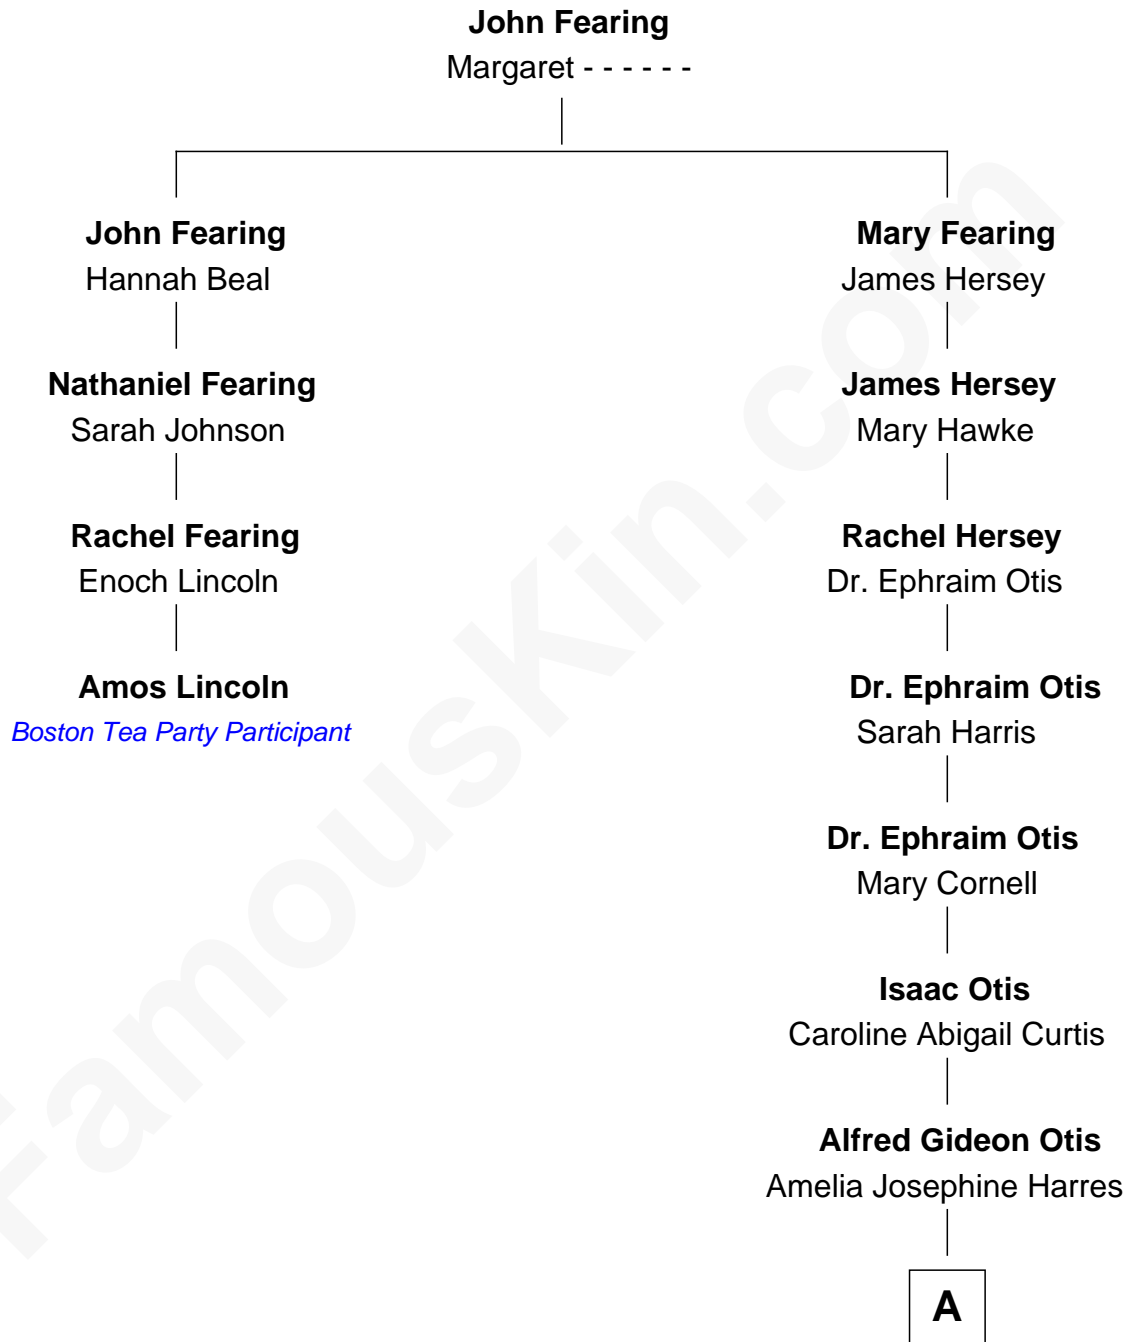 John Fearing
Margaret - - - - - -
John Fearing
Hannah Beal
Nathaniel Fearing
Sarah Johnson
Rachel Fearing
Enoch Lincoln
Amos Lincoln
Boston Tea Party Participant
Mary Fearing
James Hersey
James Hersey
Mary Hawke
Rachel Hersey
Dr. Ephraim Otis
Dr. Ephraim Otis
Sarah Harris
Dr. Ephraim Otis
Mary Cornell
Isaac Otis
Caroline Abigail Curtis
Alfred Gideon Otis
Amelia Josephine Harres
A
FamousKin.com